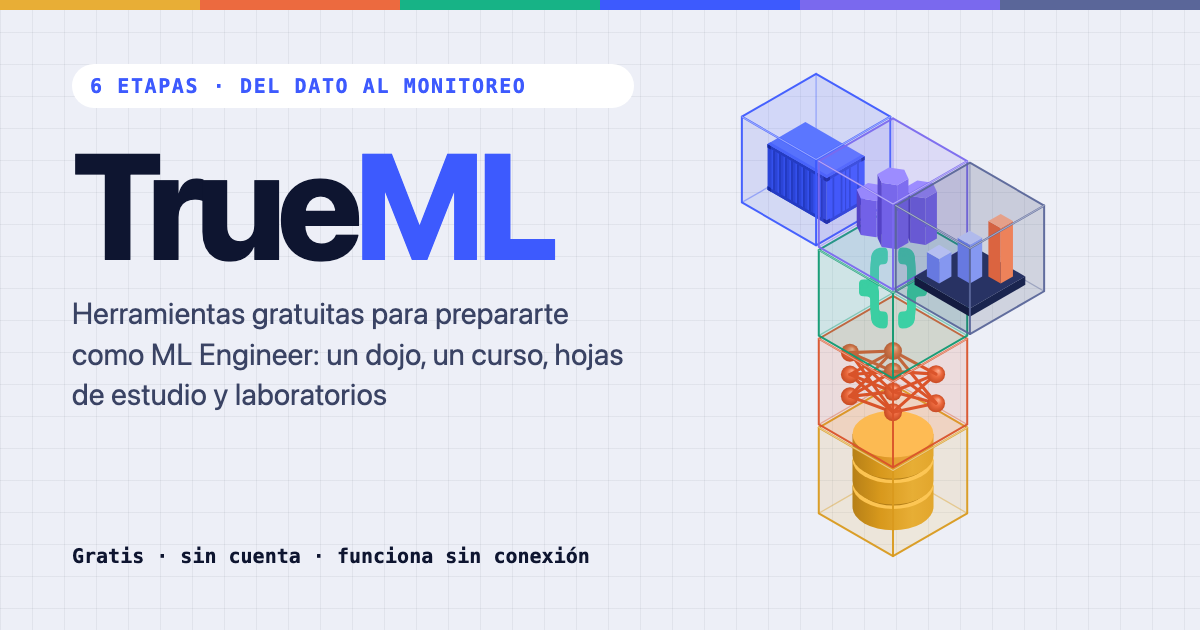 6 ETAPAS · DEL DATO AL MONITOREO
TrueML
Herramientas gratuitas para prepararte
como ML Engineer: un dojo, un curso, hojas
de estudio y laboratorios
Gratis · sin cuenta · funciona sin conexión